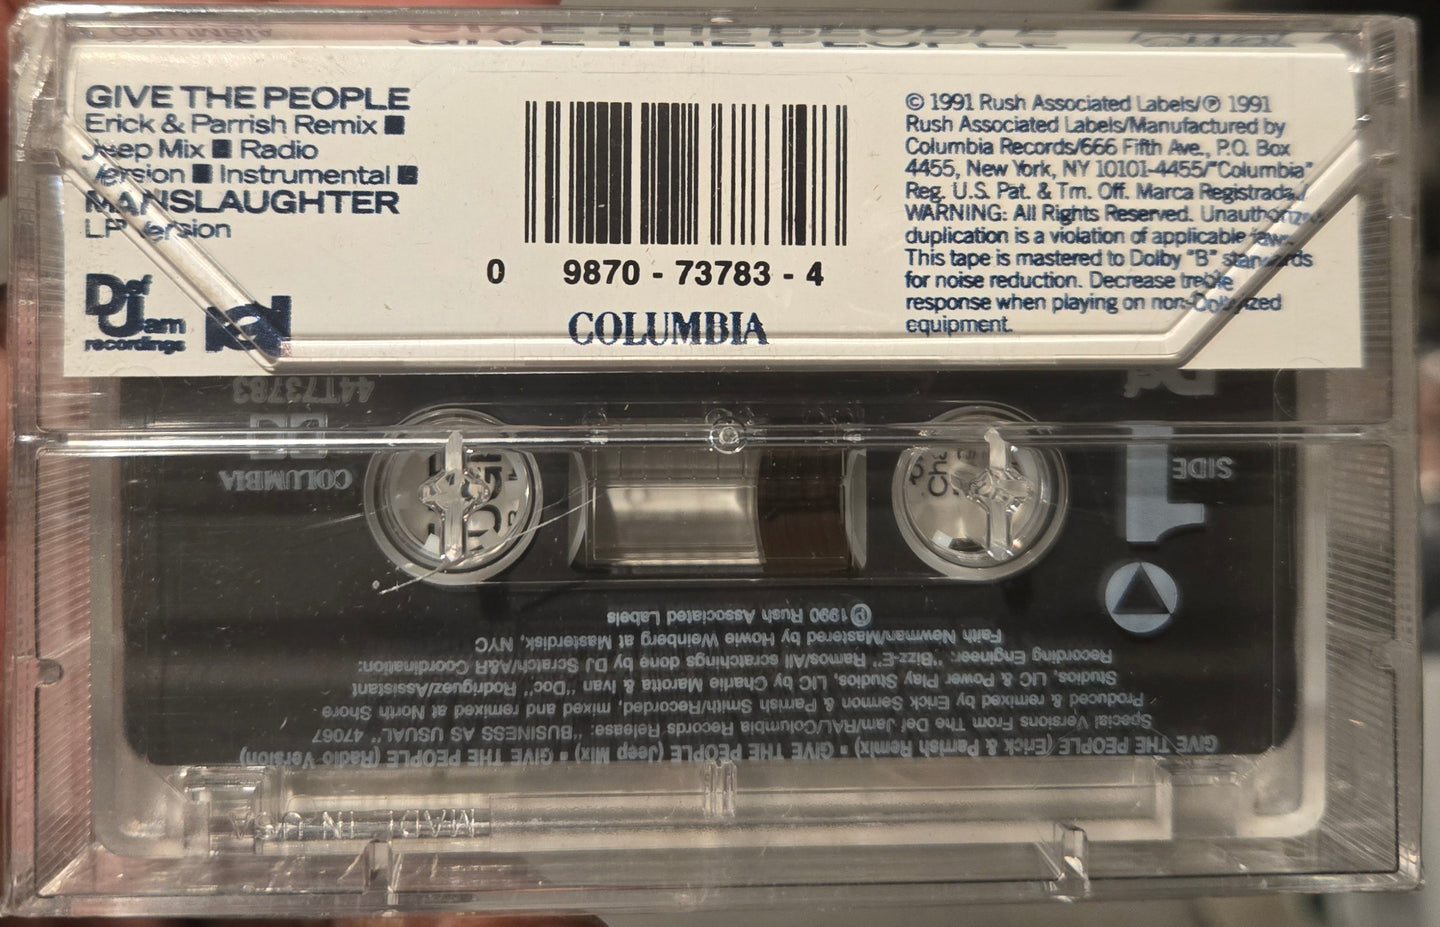 COLUMBIA
GIVE THE PEOPLE
GIVE THE PEOPLE
Erick & Parrish Remix ■
Jeep Mix ■ Radio
Version ■ Instrumental ■
MANSLAUGHTER
LP Version
Def
Jam
recordings
0 9870 - 73783 - 4
COLUMBIA
© 1991 Rush Associated Labels/℗ 1991
Rush Associated Labels/Manufactured by
Columbia Records/666 Fifth Ave., P.O. Box
4455, New York, NY 10101-4455/"Columbia"
Reg. U.S. Pat. & Tm. Off. Marca Registrada./
WARNING: All Rights Reserved. Unauthorized
duplication is a violation of applicable laws.
This tape is mastered to Dolby "B" standards
for noise reduction. Decrease treble
response when playing on non-Dolbyized
equipment.
GIVE THE PEOPLE (Erick & Parrish Remix) • GIVE THE PEOPLE (Jeep Mix) • GIVE THE PEOPLE (Radio Version)
Special Versions From The Def Jam/RAL/Columbia Records Release: "BUSINESS AS USUAL" 47067
Produced & remixed by Erick Sermon & Parrish Smith/Recorded, mixed and remixed at North Shore
Studios, LIC & Power Play Studios, LIC by Charlie Marotta & Ivan "Doc" Rodriguez/Assistant
Recording Engineer: "Bizz-E" Ramos/All scratchings done by DJ Scratch/A&R Coordination:
Faith Newman/Mastered by Howie Weinberg at Masterdisk, NYC
℗1990 Rush Associated Labels
SIDE
1
COLUMBIA
44T73783
Def
MADE IN USA